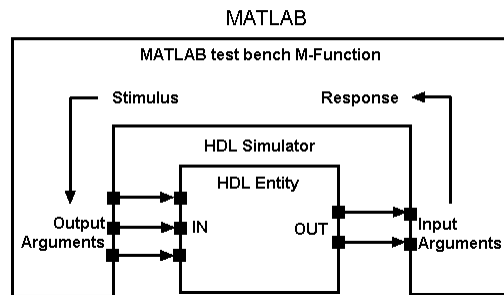 MATLAB
MATLAB test bench M-Function
Stimulus
Response
HDL Simulator
HDL Entity
Output
Arguments
IN
OUT
Input
Arguments